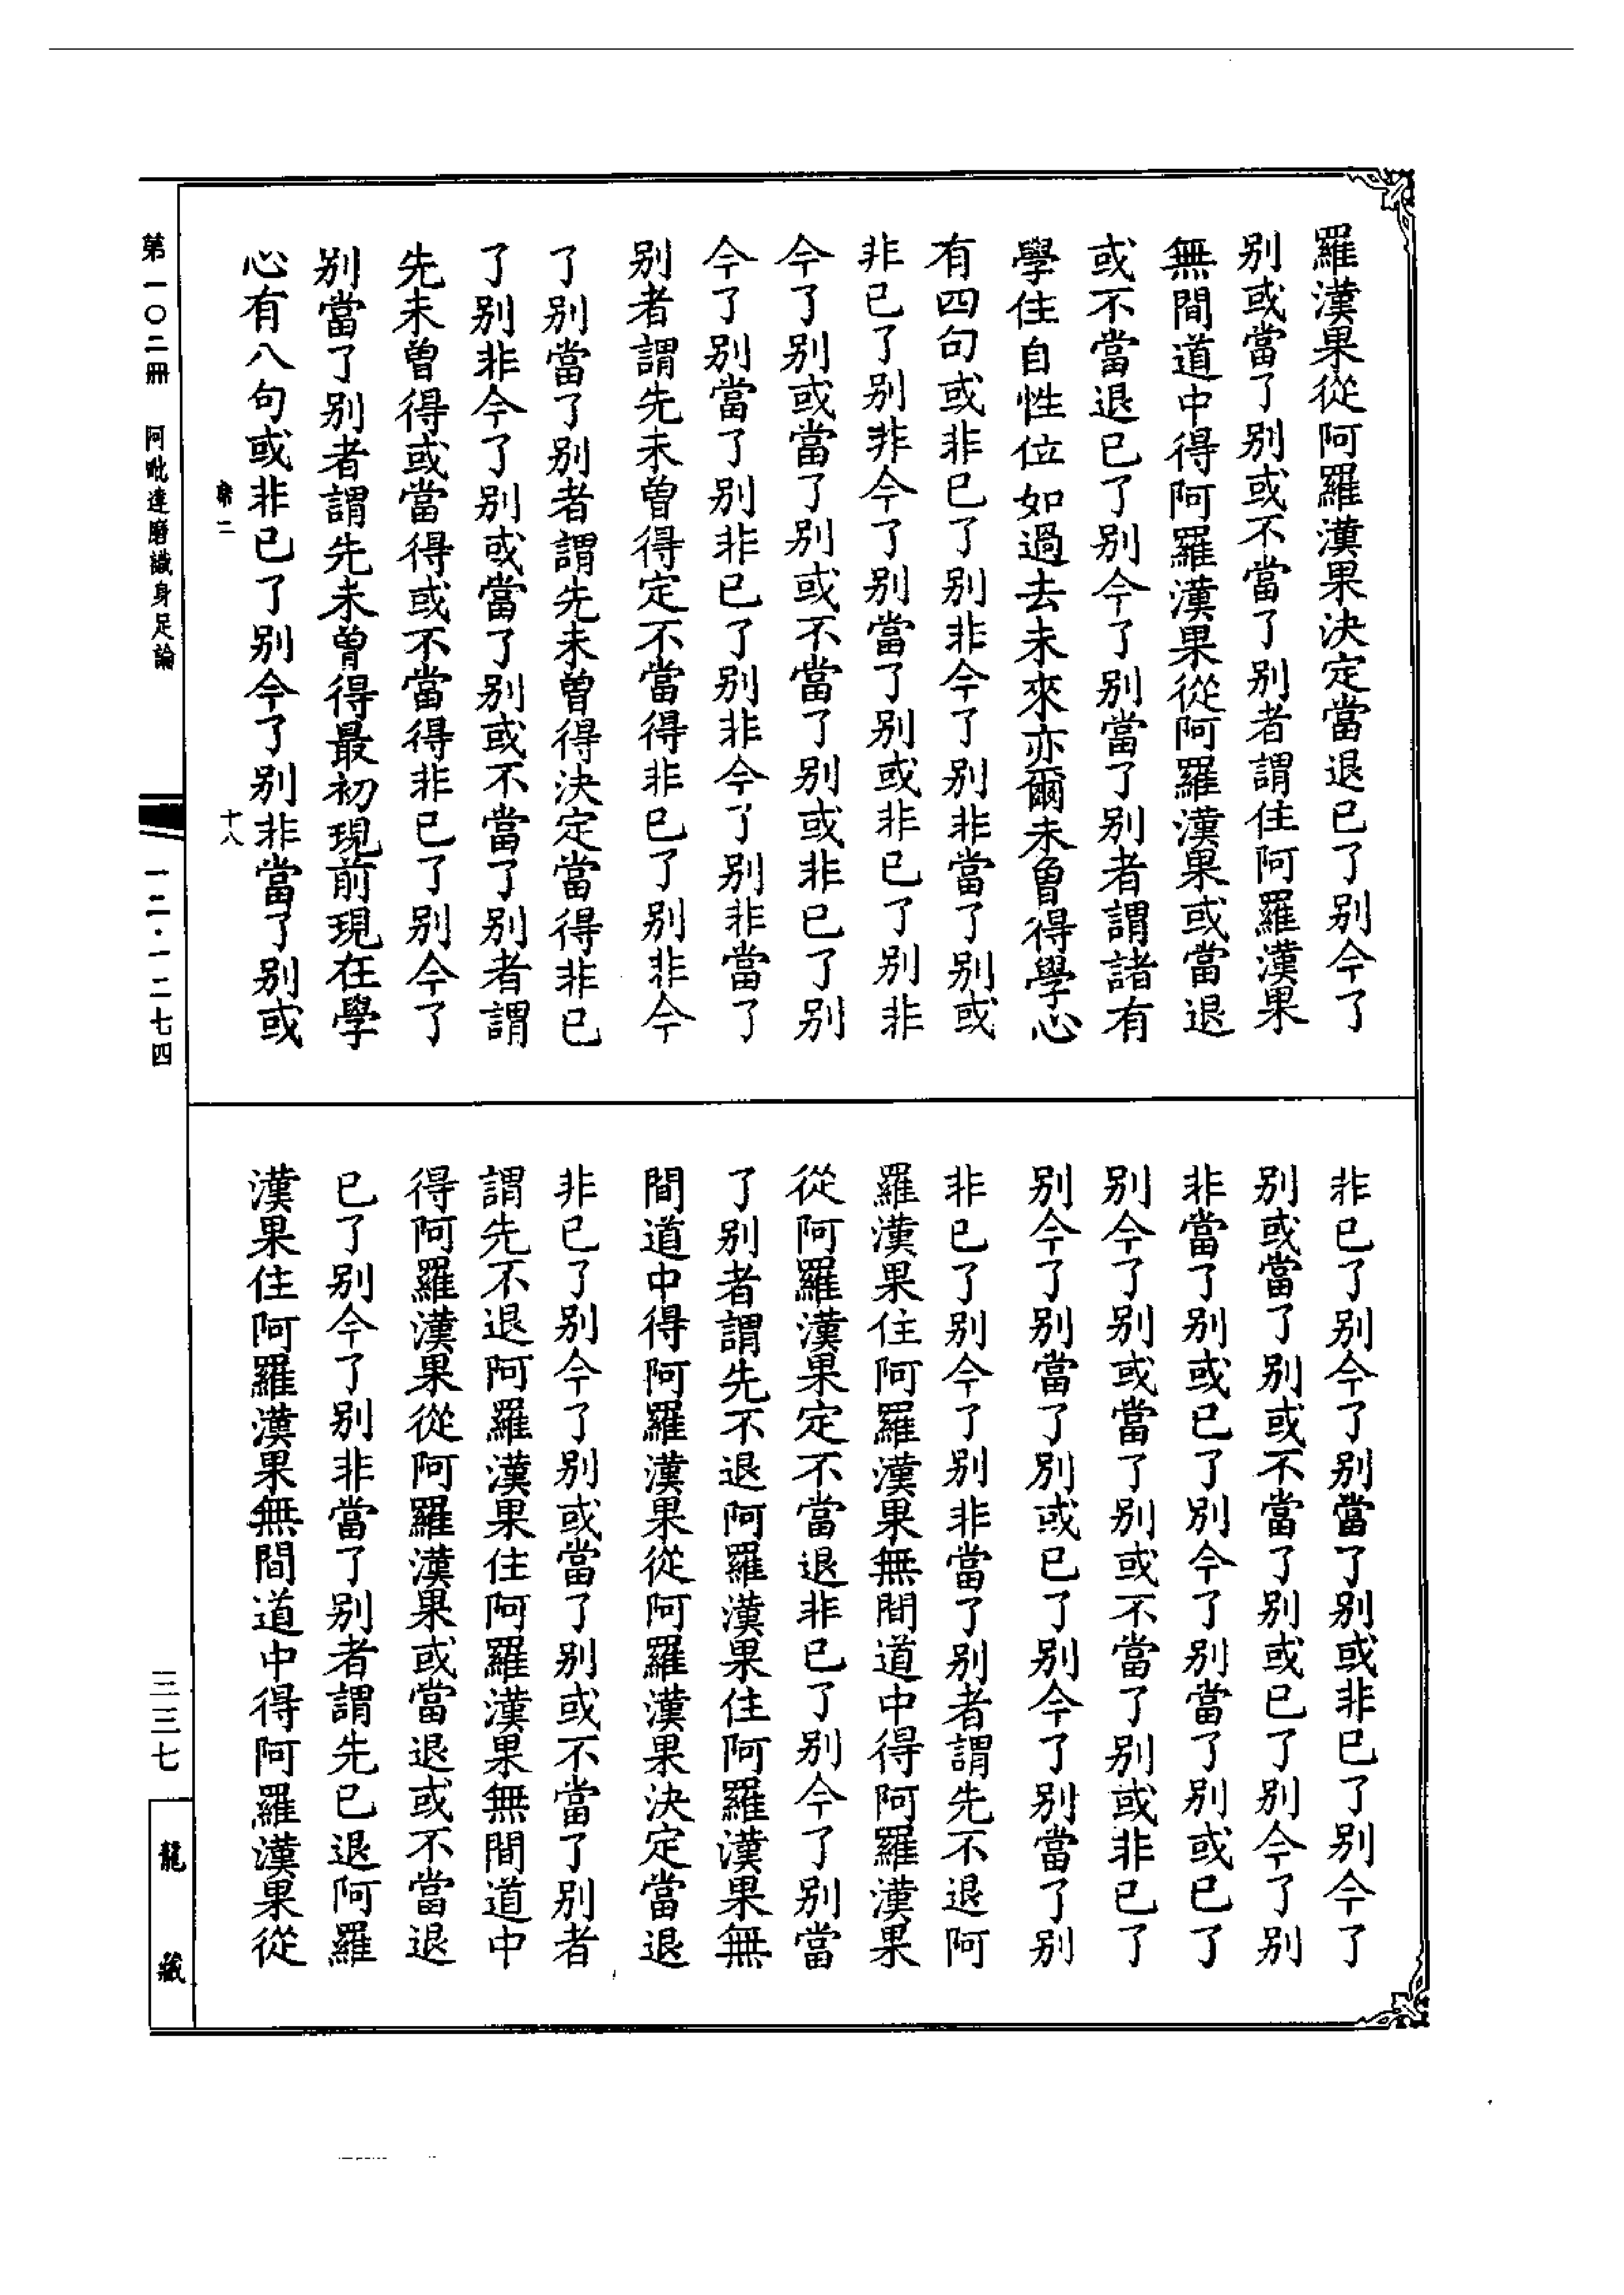 羅漢果從阿羅漢果決定當退已了別今了
別或當了別或不當了別者謂住阿羅漢果
無間道中得阿羅漢果從阿羅漢果或當退
或不當退已了別今了別當了別者謂諸有
學住自性位如過去未來亦爾未曾得學心
有四句或非已了別非今了別非當了別或
非已了別非今了別當了別或非已了別非
今了別或當了別或不當了別或非已了別
今了別當了別非已了別非今了別非當了
別者謂先未曾得定不當得非已了別非今
了別當了別者謂先未曾得決定當得非已
了別非今了別或當了別或不當了別者謂
先未曾得或當得或不當得非已了別今了
別當了別者謂先未曾得最初現前現在學
心有八句或非已了別今了別非當了別或
十八
第一〇二冊 阿毗達磨識身足論
一二·一二七四
非已了別今了別當了別或非已了別今了
別或當了別或不當了別或已了別今了別
非當了別或已了別今了別當了別或已了
別今了別或當了別或不當了別或非已了
別今了別當了別或已了別今了別當了別
非已了別今了別非當了別者謂先不退阿
羅漢果住阿羅漢果無間道中得阿羅漢果
從阿羅漢果定不當退非已了別今了別當
了別者謂先不退阿羅漢果住阿羅漢果無
間道中得阿羅漢果從阿羅漢果決定當退
非已了別今了別或當了別或不當了別者
謂先不退阿羅漢果住阿羅漢果無間道中
得阿羅漢果從阿羅漢果或當退或不當退
已了別今了別非當了別者謂先已退阿羅
漢果住阿羅漢果無間道中得阿羅漢果從
三三七
龍藏